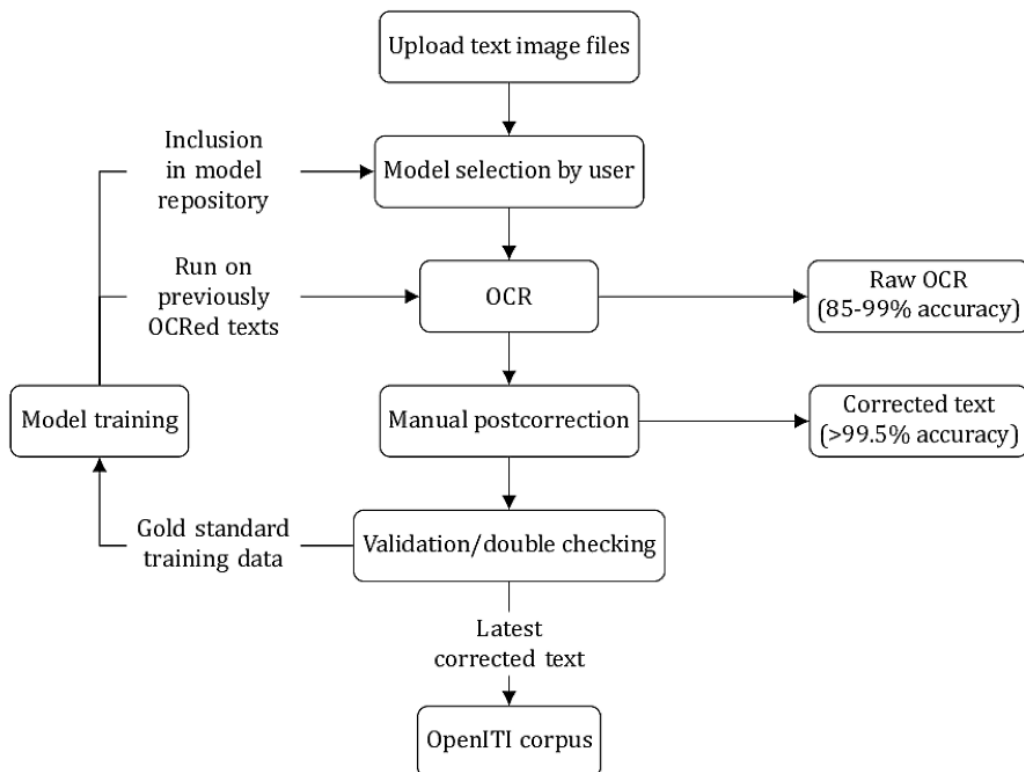 Upload text image files
Inclusion
in model
repository
Model selection by user
Run on
previously
OCRed texts
OCR
Raw OCR
(85-99% accuracy)
Model training
Manual postcorrection
Corrected text
(>99.5% accuracy)
Gold standard
training data
Validation/double checking
Latest
corrected text
OpenITI corpus